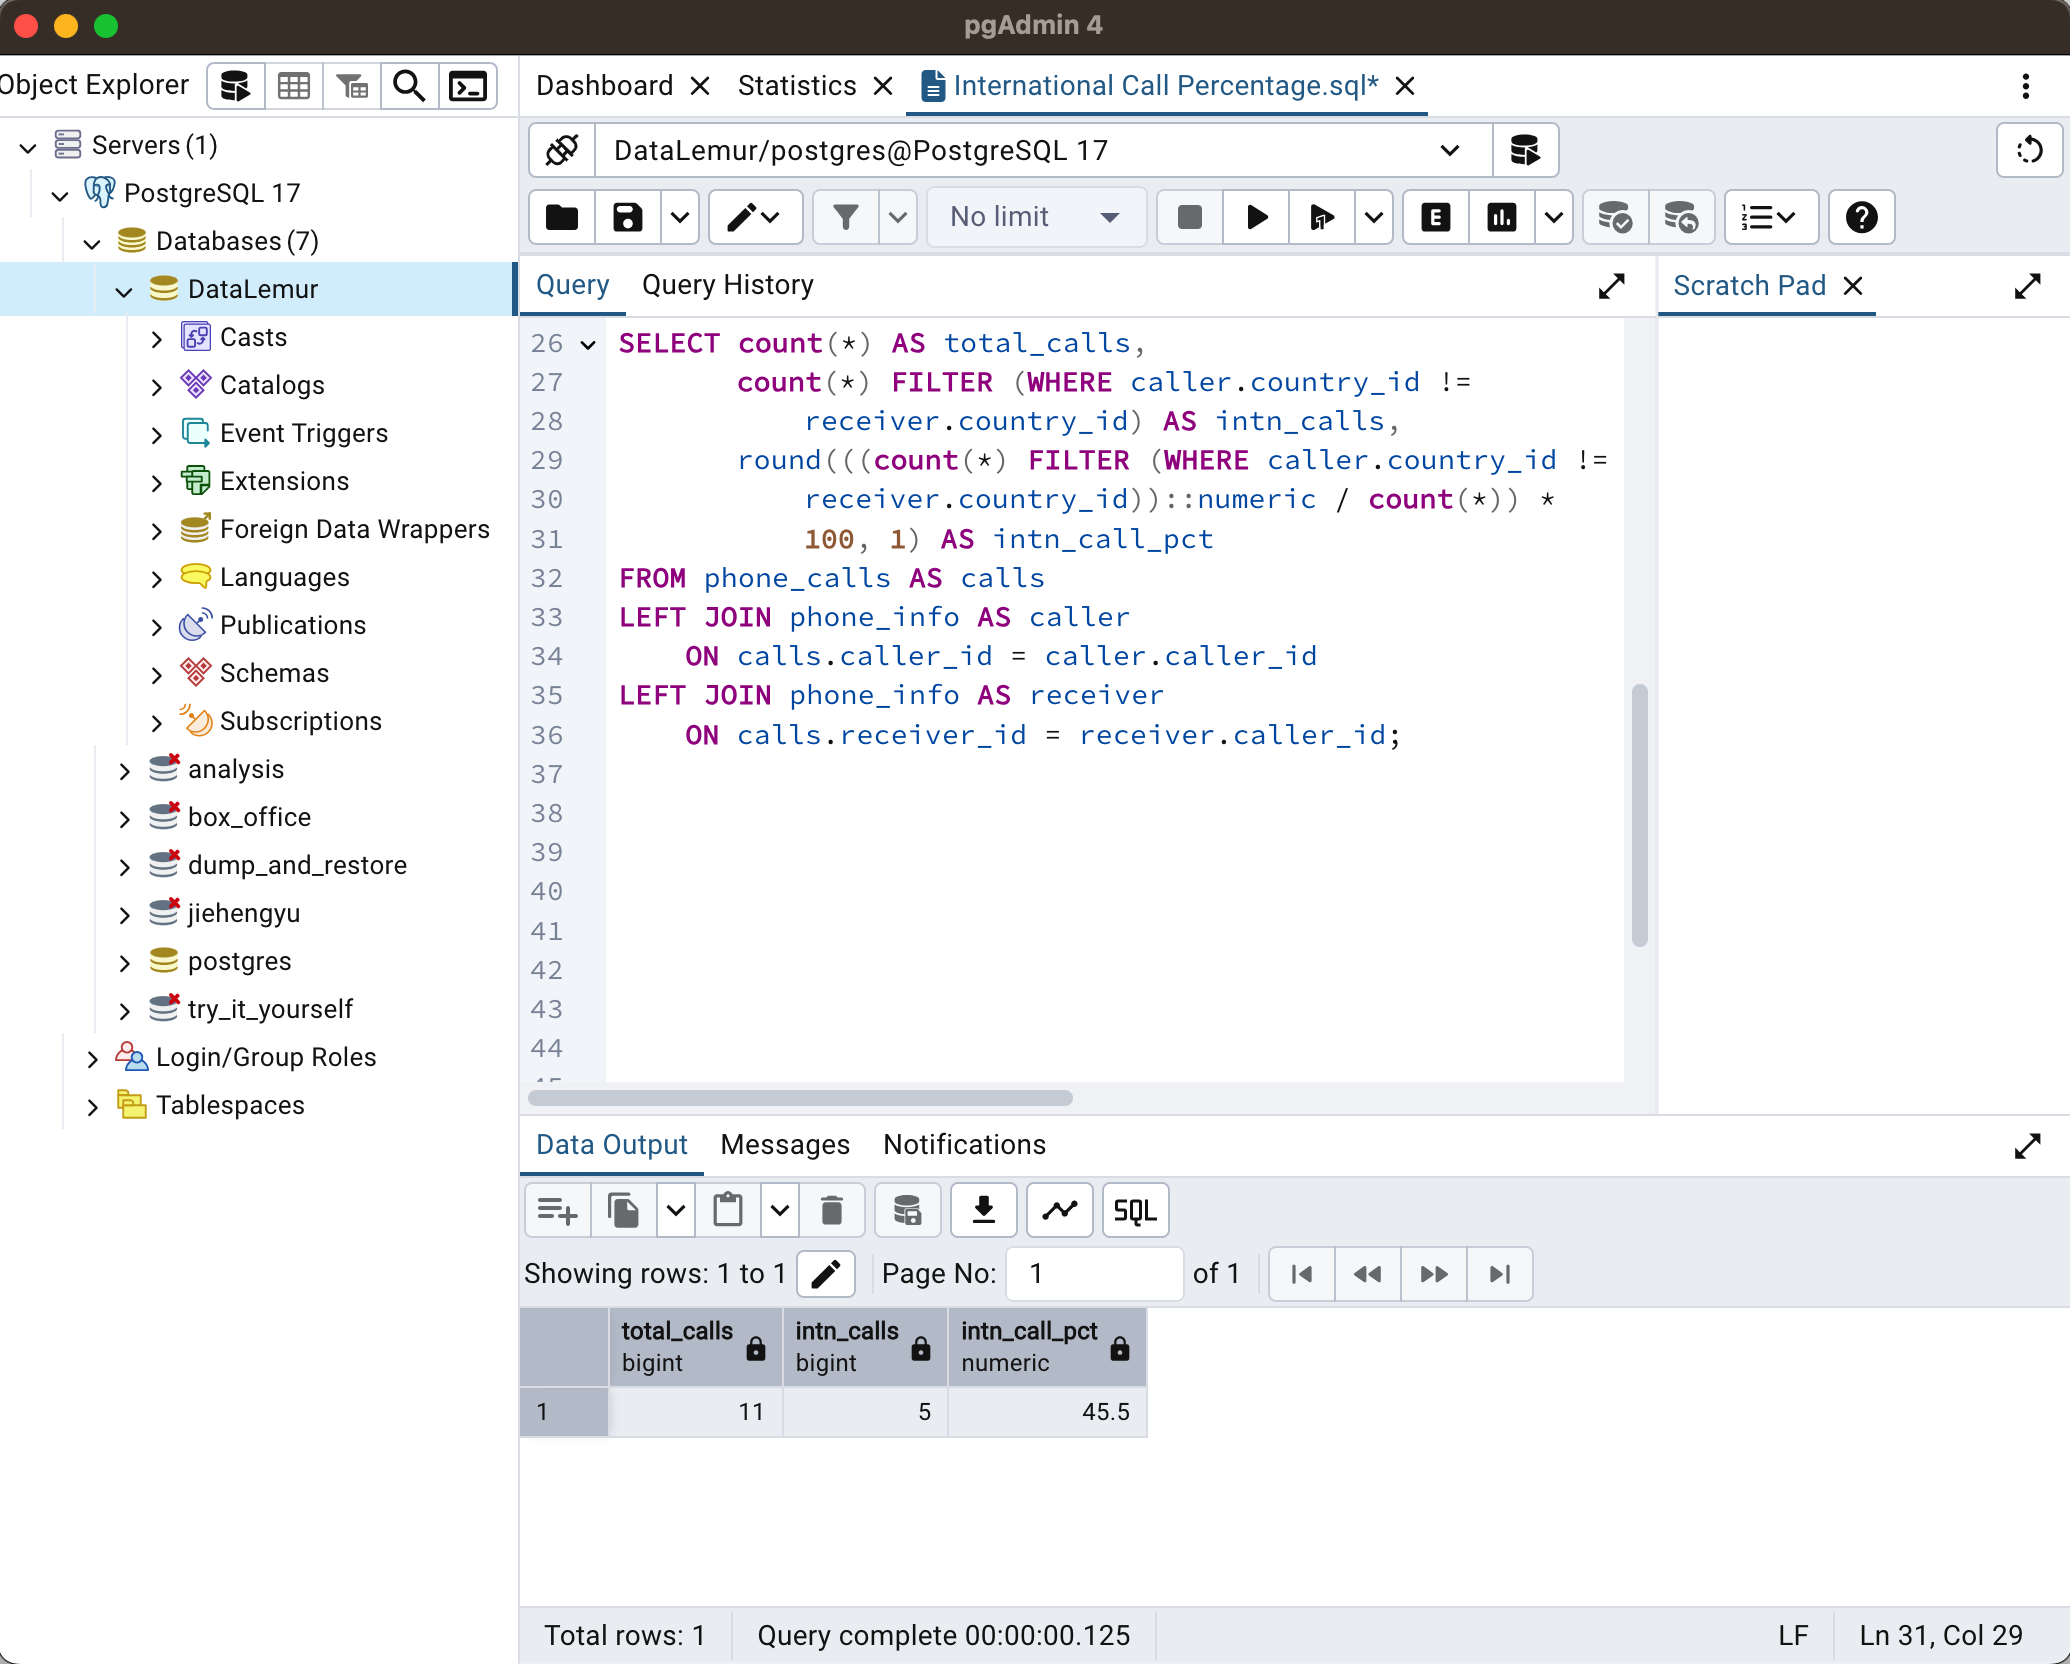 pgAdmin 4
Object Explorer
Dashboard
Statistics
International Call Percentage.sql*
Servers (1)
PostgreSQL 17
Databases (7)
DataLemur
Casts
Catalogs
Event Triggers
Extensions
Foreign Data Wrappers
Languages
Publications
Schemas
Subscriptions
analysis
box_office
dump_and_restore
jiehengyu
postgres
try_it_yourself
Login/Group Roles
Tablespaces
DataLemur/postgres@PostgreSQL 17
No limit
E
Query
Query History
Scratch Pad
26 SELECT count(*) AS total_calls,
27 count(*) FILTER (WHERE caller.country_id !=
28 receiver.country_id) AS intn_calls,
29 round(((count(*) FILTER (WHERE caller.country_id !=
30 receiver.country_id))::numeric / count(*)) *
31 100, 1) AS intn_call_pct
32 FROM phone_calls AS calls
33 LEFT JOIN phone_info AS caller
34 ON calls.caller_id = caller.caller_id
35 LEFT JOIN phone_info AS receiver
36 ON calls.receiver_id = receiver.caller_id;
37
38
39
40
41
42
43
44
45
Data Output
Messages
Notifications
SQL
Showing rows: 1 to 1
Page No:
1
of 1
total_calls
bigint
intn_calls
bigint
intn_call_pct
numeric
1
11
5
45.5
Total rows: 1
Query complete 00:00:00.125
LF
Ln 31, Col 29